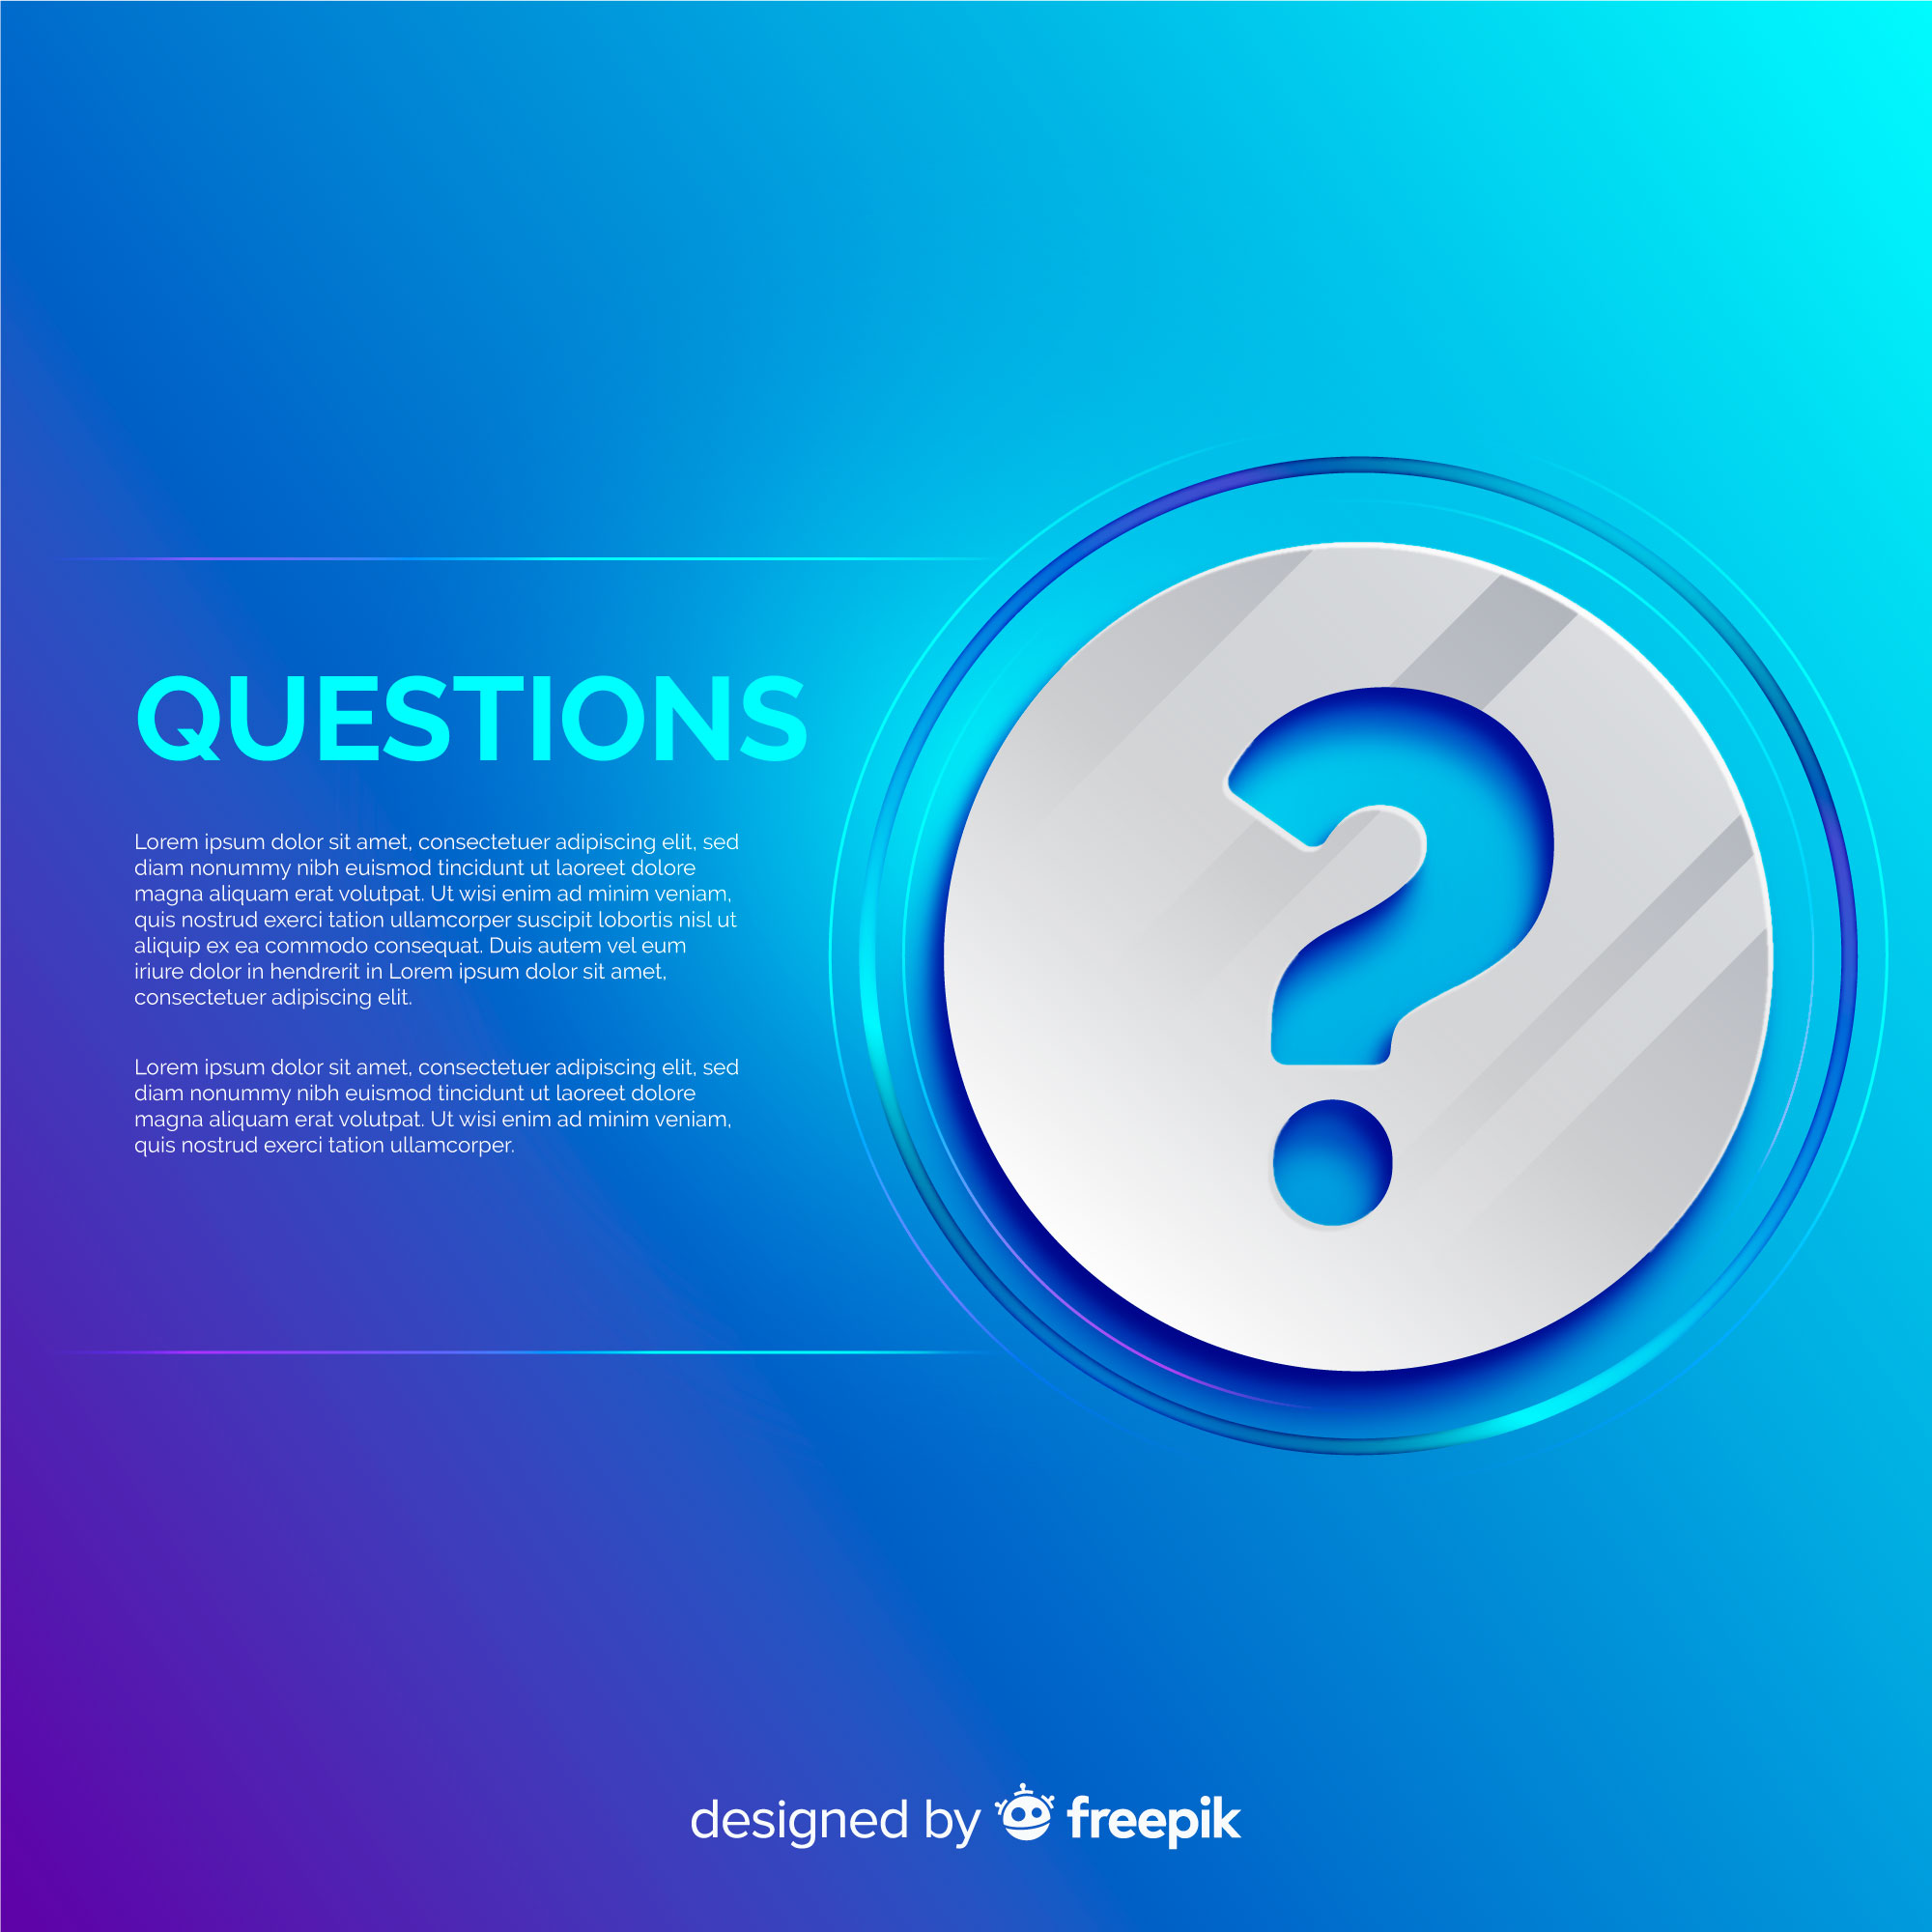 QUESTIONS
Lorem ipsum dolor sit amet, consectetuer adipiscing elit, sed
diam nonummy nibh euismod tincidunt ut laoreet dolore
magna aliquam erat volutpat. Ut wisi enim ad minim veniam,
quis nostrud exerci tation ullamcorper suscipit lobortis nisl ut
aliquip ex ea commodo consequat. Duis autem vel eum
iriure dolor in hendrerit in Lorem ipsum dolor sit amet,
consectetuer adipiscing elit.
Lorem ipsum dolor sit amet, consectetuer adipiscing elit, sed
diam nonummy nibh euismod tincidunt ut laoreet dolore
magna aliquam erat volutpat. Ut wisi enim ad minim veniam,
quis nostrud exerci tation ullamcorper.
?
designed by freepik